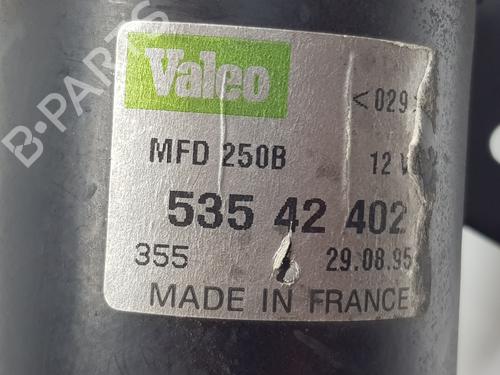 Valeo
<029>
MFD 250B 12 V
535 42 402
355 29.08.95
MADE IN FRANCE
B-PARTS